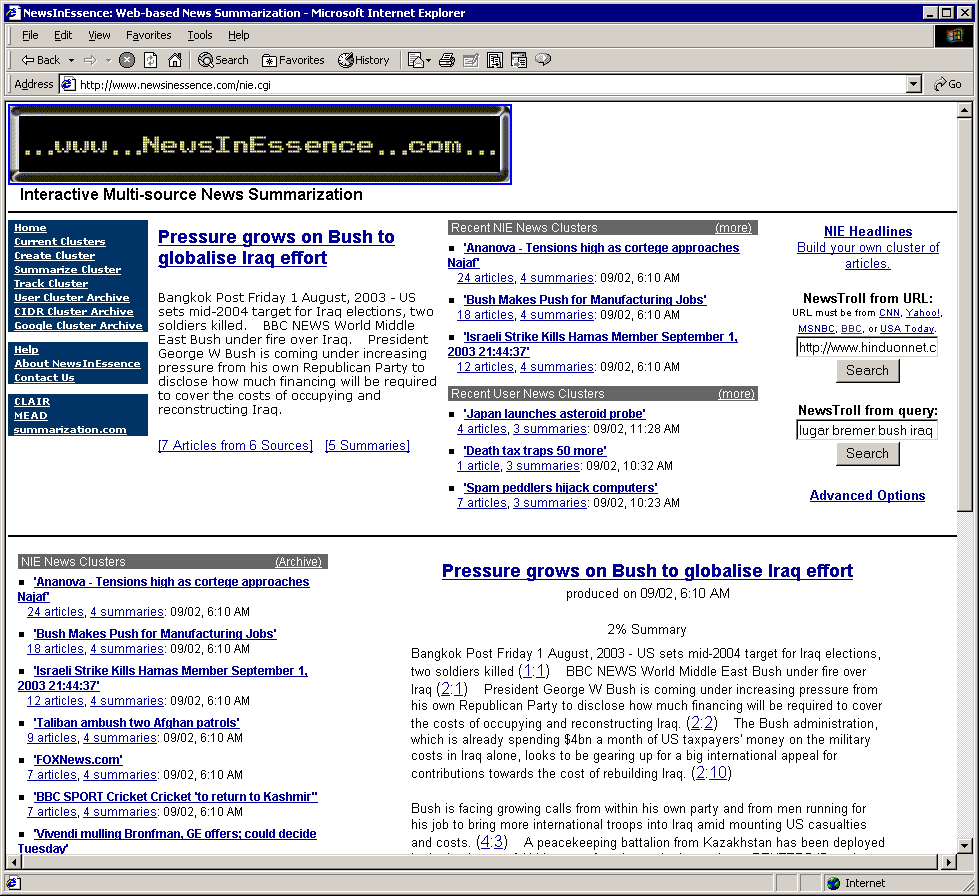 NewsInEssence: Web-based News Summarization - Microsoft Internet Explorer
File Edit View Favorites Tools Help
Back Search Favorites History
Address http://www.newsinessence.com/nie.cgi Go
...www...NewsInEssence...com...
Interactive Multi-source News Summarization
Home
Current Clusters
Create Cluster
Summarize Cluster
Track Cluster
User Cluster Archive
CIDR Cluster Archive
Google Cluster Archive
Help
About NewsInEssence
Contact Us
CLAIR
MEAD
summarization.com
Pressure grows on Bush to
globalise Iraq effort
Bangkok Post Friday 1 August, 2003 - US
sets mid-2004 target for Iraq elections, two
soldiers killed. BBC NEWS World Middle
East Bush under fire over Iraq. President
George W Bush is coming under increasing
pressure from his own Republican Party to
disclose how much financing will be required
to cover the costs of occupying and
reconstructing Iraq.
[7 Articles from 6 Sources] [5 Summaries]
Recent NIE News Clusters (more)
'Ananova - Tensions high as cortege approaches
Najaf'
24 articles, 4 summaries: 09/02, 6:10 AM
'Bush Makes Push for Manufacturing Jobs'
18 articles, 4 summaries: 09/02, 6:10 AM
'Israeli Strike Kills Hamas Member September 1,
2003 21:44:37'
12 articles, 4 summaries: 09/02, 6:10 AM
Recent User News Clusters (more)
'Japan launches asteroid probe'
4 articles, 3 summaries: 09/02, 11:28 AM
'Death tax traps 50 more'
1 article, 3 summaries: 09/02, 10:32 AM
'Spam peddlers hijack computers'
7 articles, 3 summaries: 09/02, 10:23 AM
NIE Headlines
Build your own cluster of
articles.
NewsTroll from URL:
URL must be from CNN, Yahoo!,
MSNBC, BBC, or USA Today.
http://www.hinduonnet.c
Search
NewsTroll from query:
lugar bremer bush iraq
Search
Advanced Options
NIE News Clusters (Archive)
'Ananova - Tensions high as cortege approaches
Najaf'
24 articles, 4 summaries: 09/02, 6:10 AM
'Bush Makes Push for Manufacturing Jobs'
18 articles, 4 summaries: 09/02, 6:10 AM
'Israeli Strike Kills Hamas Member September 1,
2003 21:44:37'
12 articles, 4 summaries: 09/02, 6:10 AM
'Taliban ambush two Afghan patrols'
9 articles, 4 summaries: 09/02, 6:10 AM
'FOXNews.com'
7 articles, 4 summaries: 09/02, 6:10 AM
'BBC SPORT Cricket Cricket 'to return to Kashmir''
7 articles, 4 summaries: 09/02, 6:10 AM
'Vivendi mulling Bronfman, GE offers; could decide
Tuesday'
Pressure grows on Bush to globalise Iraq effort
produced on 09/02, 6:10 AM
2% Summary
Bangkok Post Friday 1 August, 2003 - US sets mid-2004 target for Iraq elections,
two soldiers killed (1:1) BBC NEWS World Middle East Bush under fire over
Iraq (2:1) President George W Bush is coming under increasing pressure from
his own Republican Party to disclose how much financing will be required to cover
the costs of occupying and reconstructing Iraq. (2:2) The Bush administration,
which is already spending $4bn a month of US taxpayers' money on the military
costs in Iraq alone, looks to be gearing up for a big international appeal for
contributions towards the cost of rebuilding Iraq. (2:10)
Bush is facing growing calls from within his own party and from men running for
his job to bring more international troops into Iraq amid mounting US casualties
and costs. (4:3) A peacekeeping battalion from Kazakhstan has been deployed
Internet